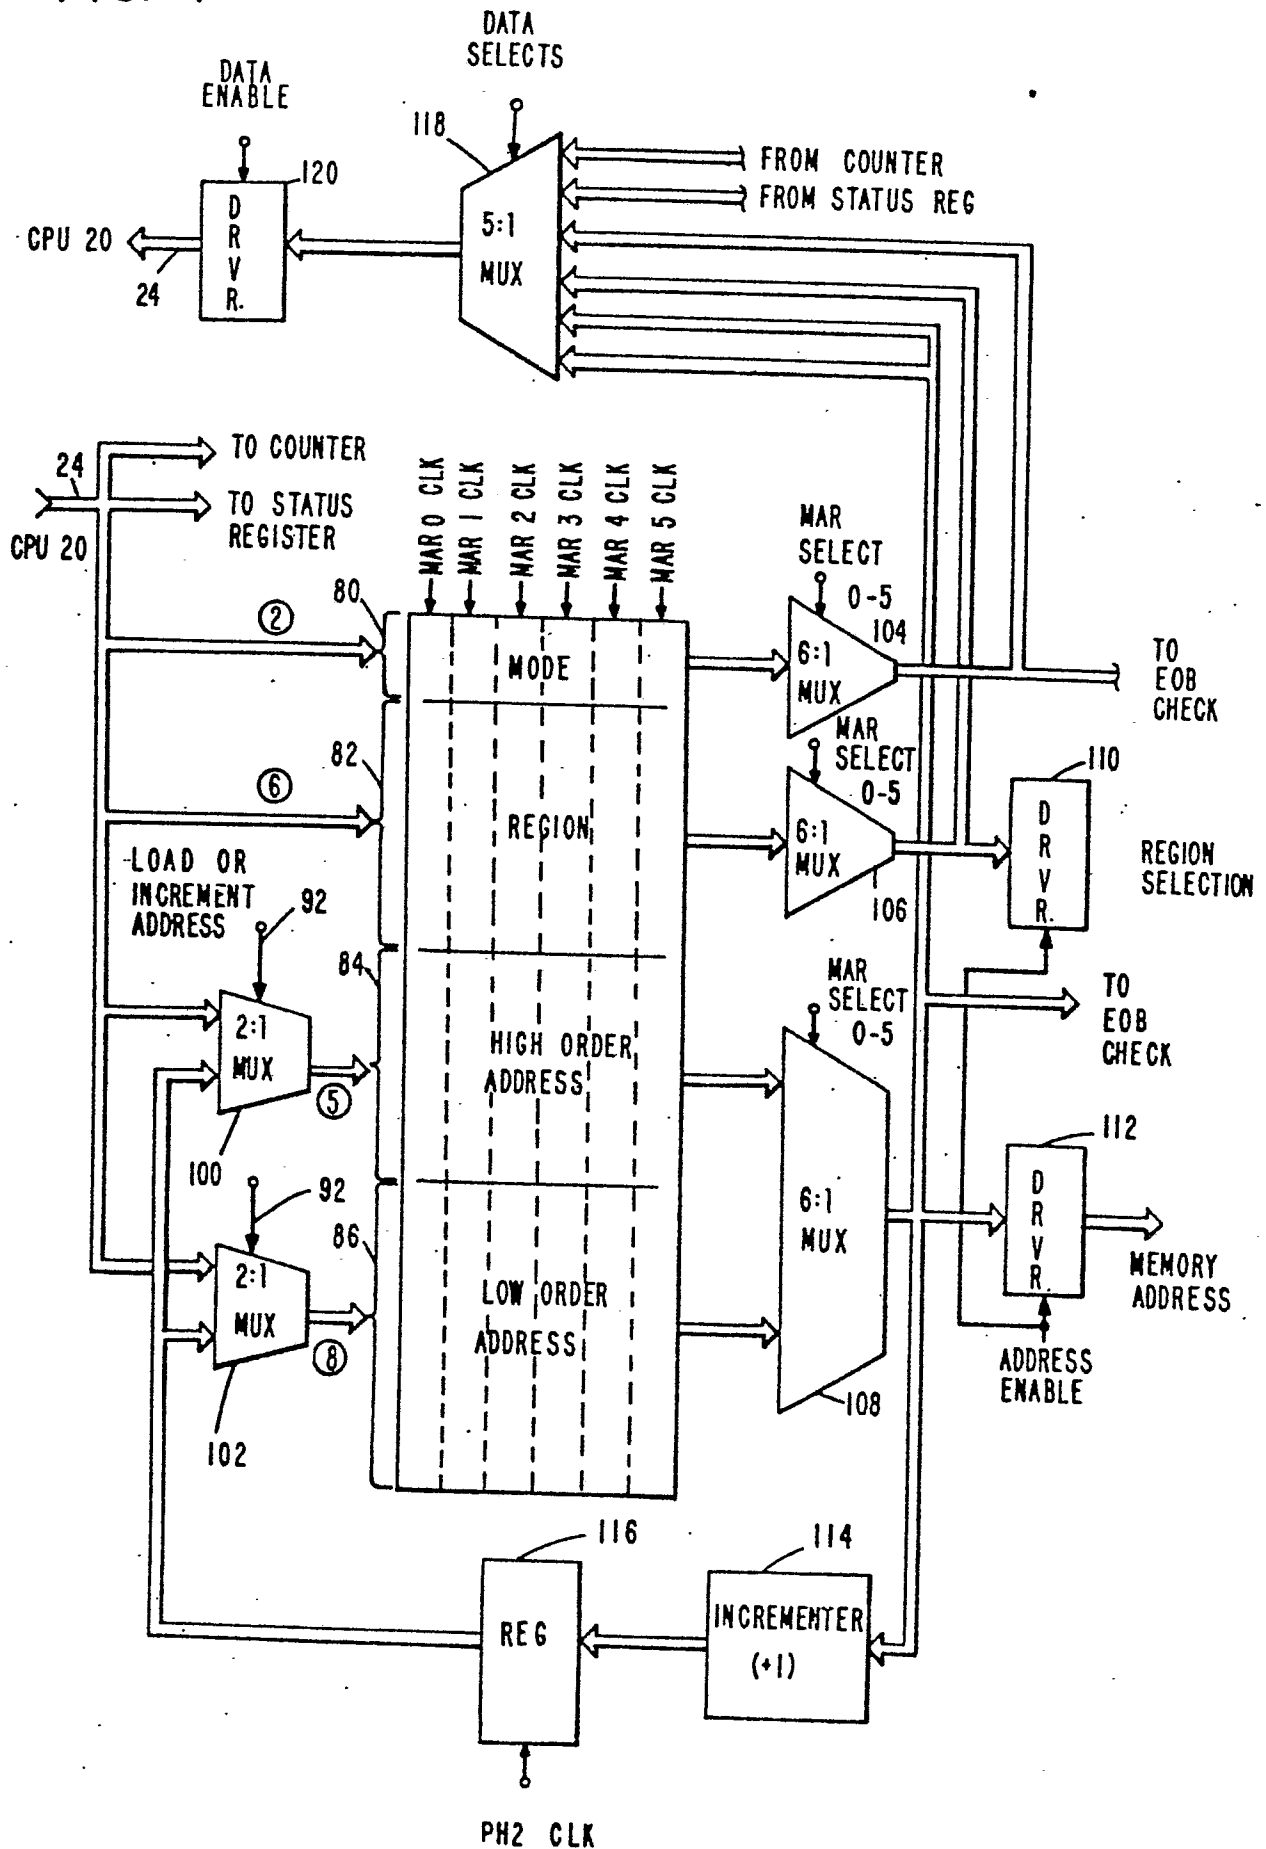 DATA
SELECTS
DATA
ENABLE
118
120
FROM COUNTER
FROM STATUS REG
D
R
V
R.
5:1
MUX
CPU 20
24
TO COUNTER
24
TO STATUS
REGISTER
CPU 20
MAR 0 CLK
MAR 1 CLK
MAR 2 CLK
MAR 3 CLK
MAR 4 CLK
MAR 5 CLK
MAR
SELECT
0-5
104
80
2
MODE
6:1
MUX
TO
EOB
CHECK
MAR
SELECT
0-5
82
6
REGION
6:1
MUX
106
110
D
R
V
R.
REGION
SELECTION
LOAD OR
INCREMENT
ADDRESS
92
84
MAR
SELECT
0-5
TO
EOB
CHECK
2:1
MUX
5
HIGH ORDER
ADDRESS
100
92
112
D
R
V
R.
86
6:1
MUX
2:1
MUX
8
LOW ORDER
ADDRESS
MEMORY
ADDRESS
ADDRESS
ENABLE
108
102
116
114
REG
INCREMENTER
(+1)
PH2 CLK